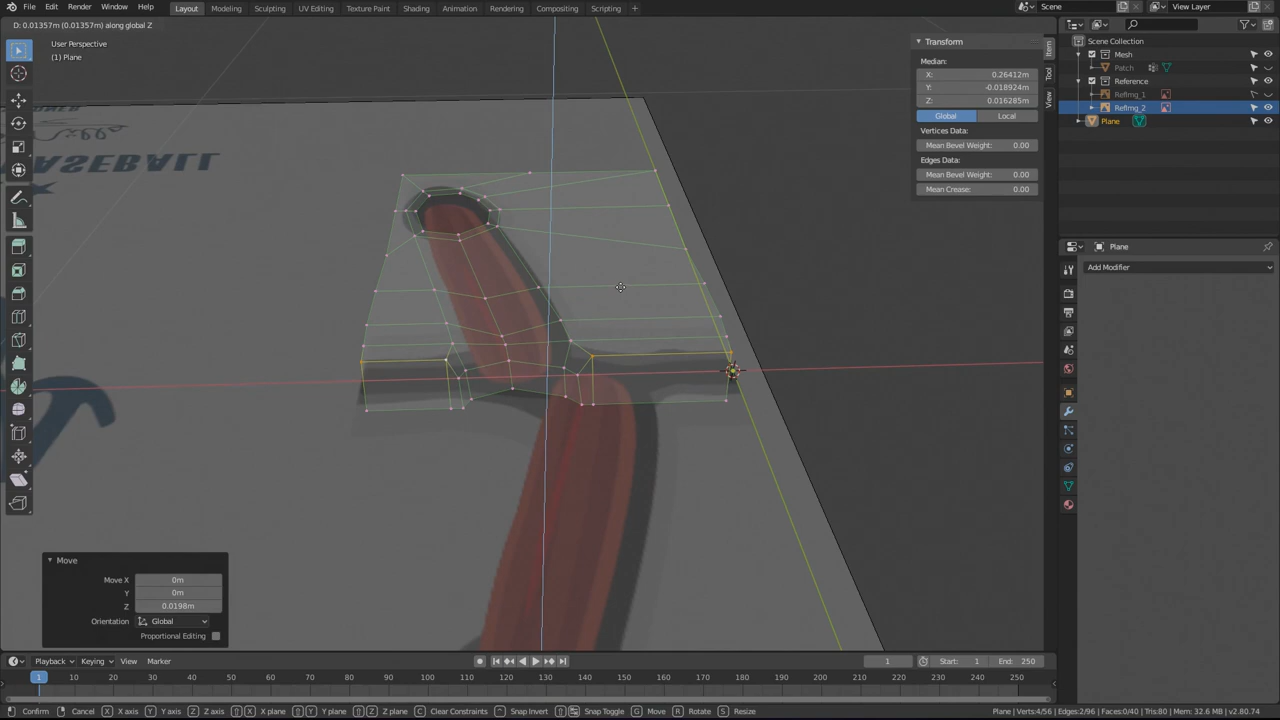 File Edit Render Window Help Layout Modeling Sculpting UV Editing Texture Paint Shading Animation Rendering Compositing Scripting + Scene View Layer
D: 0.01357m (0.01357m) along global Z
User Perspective
(1) Plane
BASEBALL
Transform
Median:
X: 0.26412m
Y: -0.018924m
Z: 0.016285m
Global Local
Vertices Data:
Mean Bevel Weight: 0.00
Edges Data:
Mean Bevel Weight: 0.00
Mean Crease: 0.00
Item
Tool
View
Scene Collection
Mesh
Patch
Reference
RefImg_1
RefImg_2
Plane
Plane
Add Modifier
Move
Move X 0m
Y 0m
Z 0.0198m
Orientation Global
Proportional Editing
Playback Keying View Marker 1 Start: 1 End: 250
1 10 20 30 40 50 60 70 80 90 100 110 120 130 140 150 160 170 180 190 200 210 220 230 240 250
Confirm Cancel X X axis Y Y axis Z Z axis X X plane Y Y plane Z Z plane C Clear Constraints Snap Invert Snap Toggle G Move R Rotate S Resize Plane | Verts:4/56 | Edges:2/96 | Faces:0/40 | Tris:80 | Mem: 32.6 MB | v2.80.74